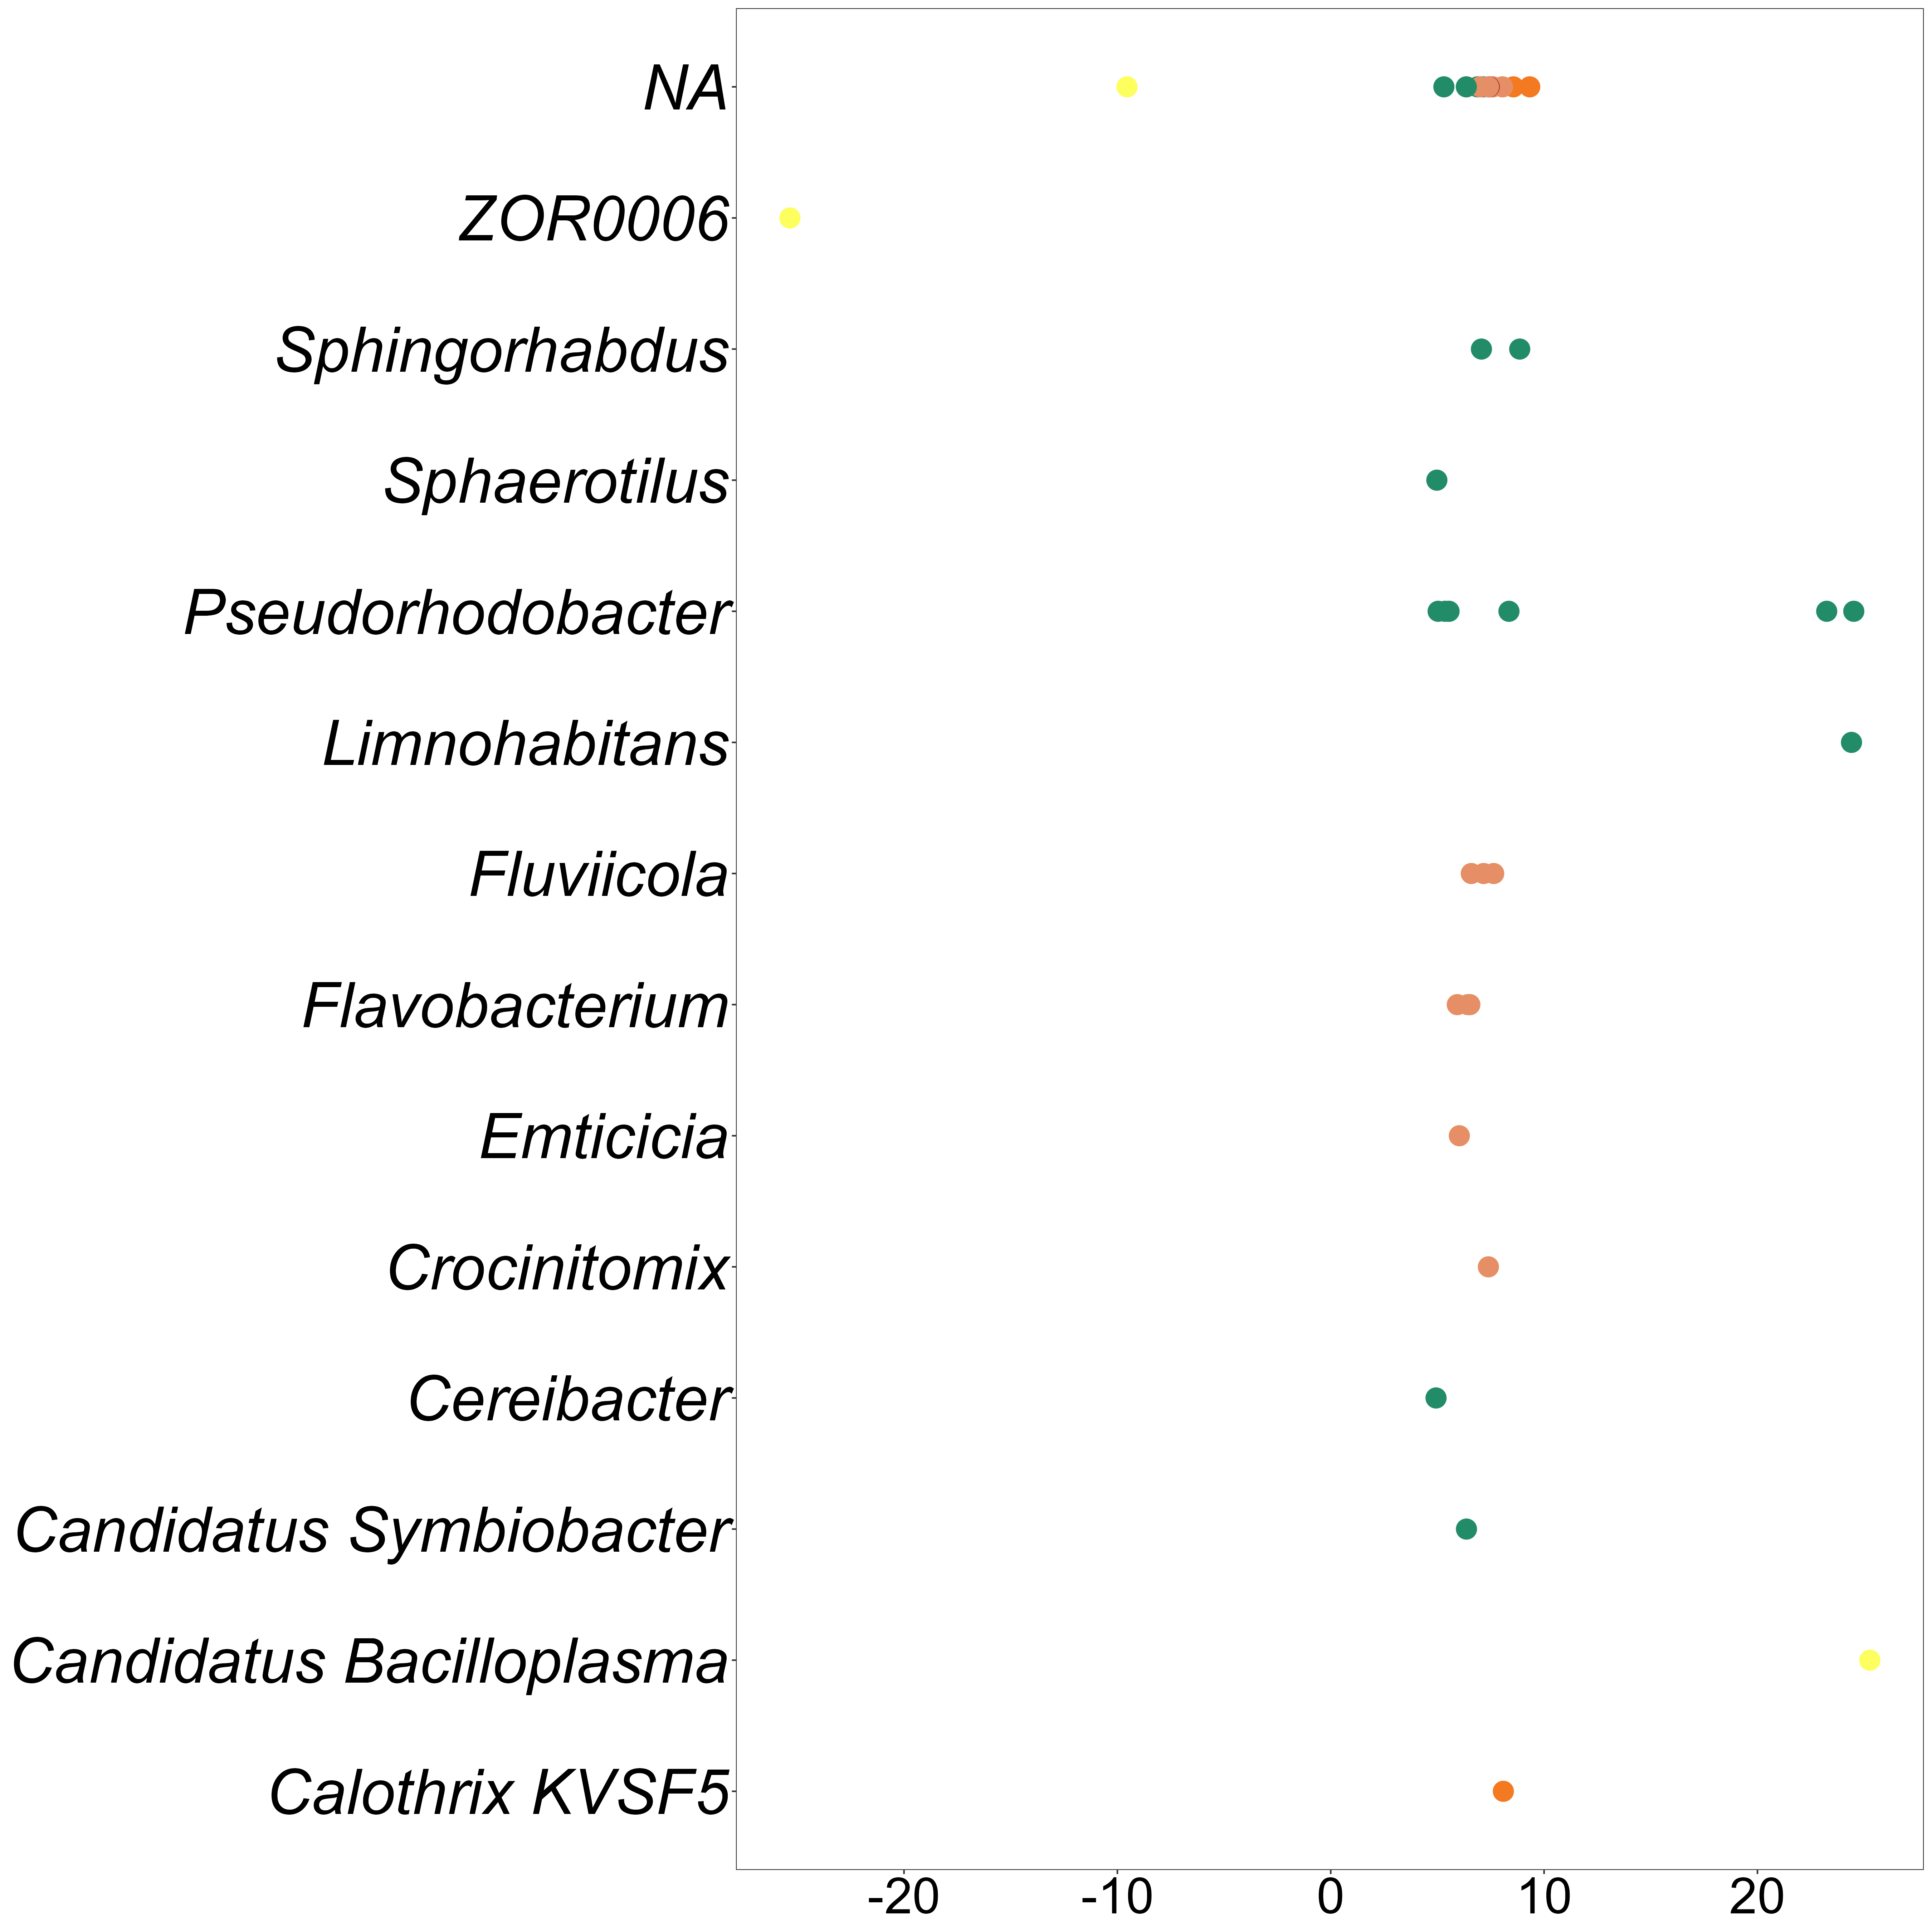 NA
ZOR0006
Sphingorhabdus
Sphaerotilus
Pseudorhodobacter
Limnohabitans
Fluviicola
Flavobacterium
Emticicia
Crocinitomix
Cereibacter
Candidatus Symbiobacter
Candidatus Bacilloplasma
Calothrix KVSF5
-20 -10 0 10 20